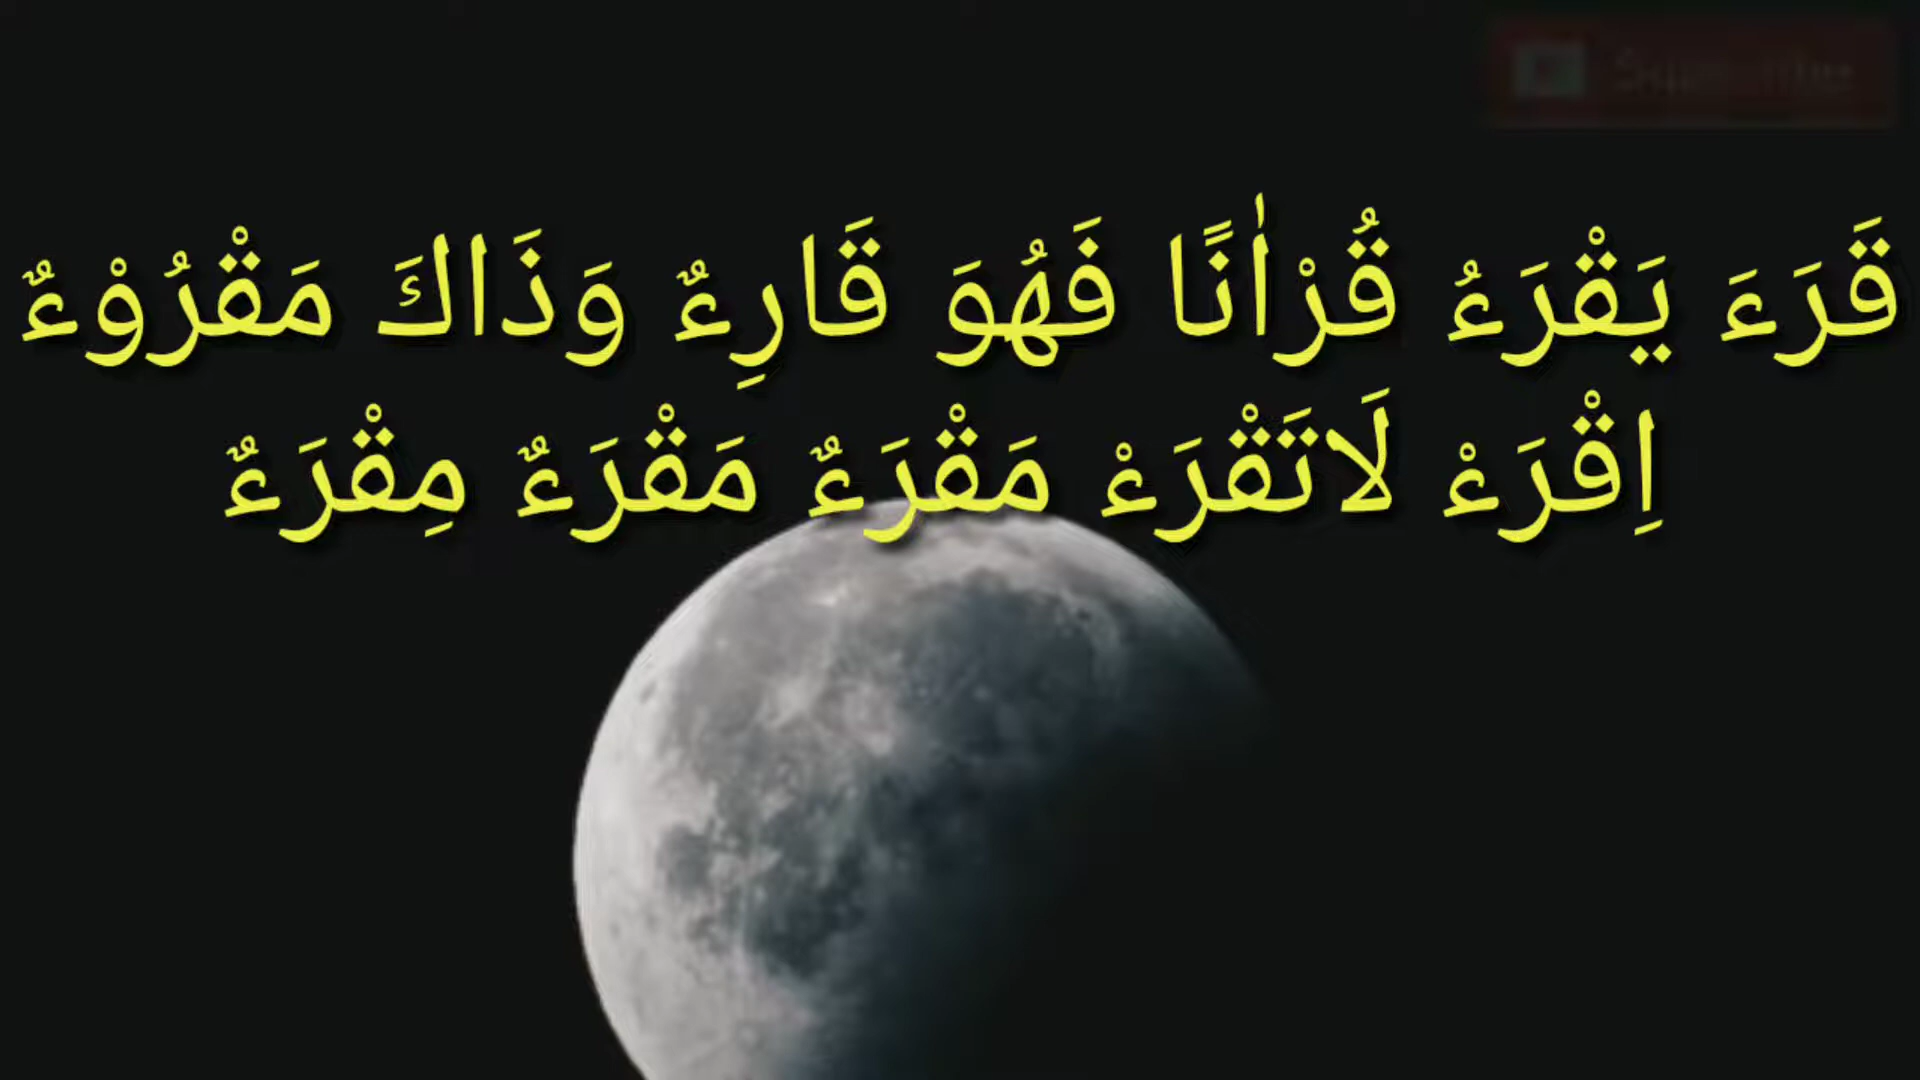 قَرَءَ يَقْرَءُ قُرْاٰنًا فَهُوَ قَارِءٌ وَذَاكَ مَقْرُوْءٌ
اِقْرَءْ لَاتَقْرَءْ مَقْرَءٌ مَقْرَءٌ مِقْرَءٌ